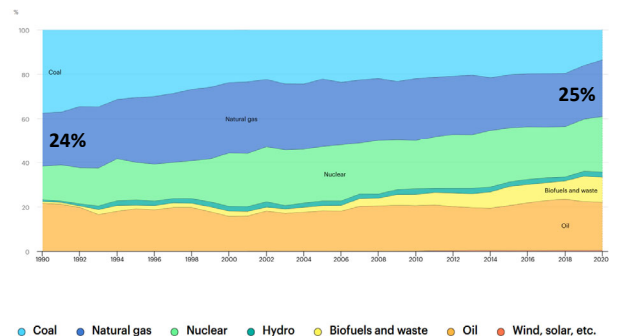 %
100
80
60
40
20
0
Coal
24%
Natural gas
25%
Nuclear
Biofuels and waste
Oil
1990 1992 1994 1996 1998 2000 2002 2004 2006 2008 2010 2012 2014 2016 2018 2020
Coal Natural gas Nuclear Hydro Biofuels and waste Oil Wind, solar, etc.